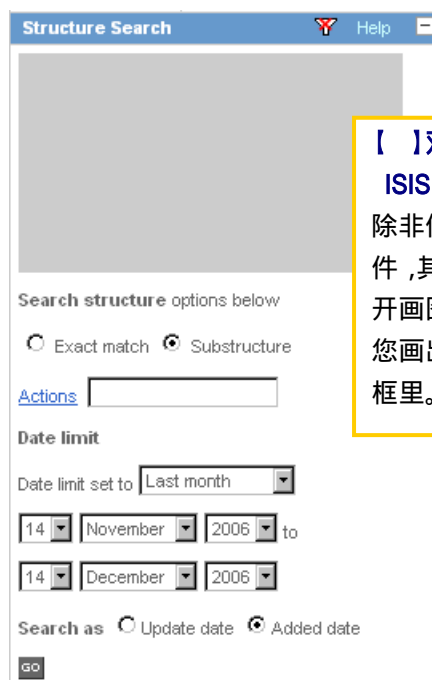 Structure Search Help
【 】
ISIS
除非
件 ,其
开画
您画
框里。
Search structure options below
Exact match Substructure
Actions
Date limit
Date limit set to Last month
14 November 2006 to
14 December 2006
Search as Update date Added date
GO